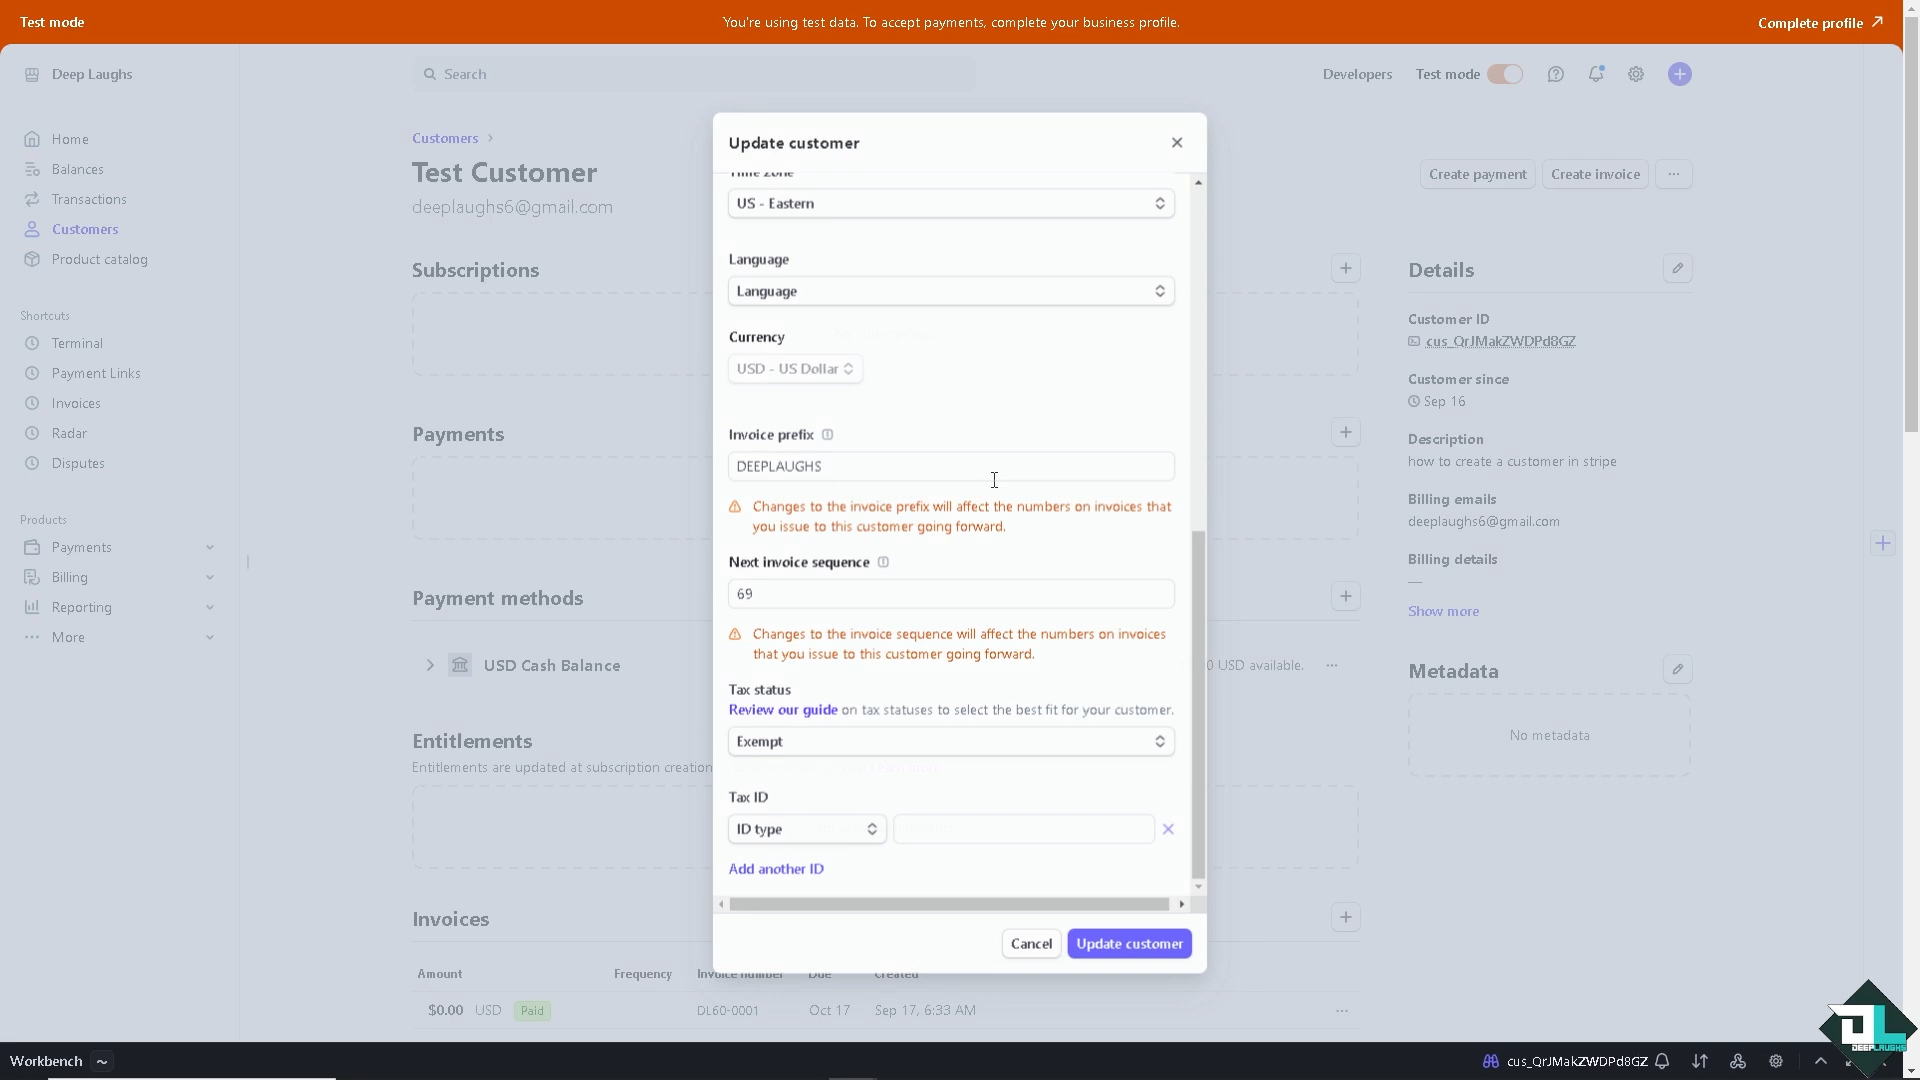 Test mode
You're using test data. To accept payments, complete your business profile.
Complete profile
Deep Laughs
Search
Developers
Test mode
Home
Balances
Transactions
Customers
Product catalog
Shortcuts
Terminal
Payment Links
Invoices
Radar
Disputes
Products
Payments
Billing
Reporting
More
Customers
Test Customer
deeplaughs6@gmail.com
Create payment
Create invoice
Subscriptions
Payments
Payment methods
USD Cash Balance
0 USD available.
Entitlements
Entitlements are updated at subscription creation
Invoices
Amount
Frequency
Invoice number
Due
Created
$0.00 USD Paid
DL60-0001
Oct 17
Sep 17, 6:33 AM
Update customer
Time zone
US - Eastern
Language
Language
Currency
USD - US Dollar
Invoice prefix
DEEPLAUGHS
Changes to the invoice prefix will affect the numbers on invoices that
you issue to this customer going forward.
Next invoice sequence
69
Changes to the invoice sequence will affect the numbers on invoices
that you issue to this customer going forward.
Tax status
Review our guide on tax statuses to select the best fit for your customer.
Exempt
Tax ID
ID type
Add another ID
Cancel
Update customer
Details
Customer ID
cus_QrJMakZWDPd8GZ
Customer since
Sep 16
Description
how to create a customer in stripe
Billing emails
deeplaughs6@gmail.com
Billing details
—
Show more
Metadata
No metadata
Workbench
cus_QrJMakZWDPd8GZ
DEEPLAUGHS